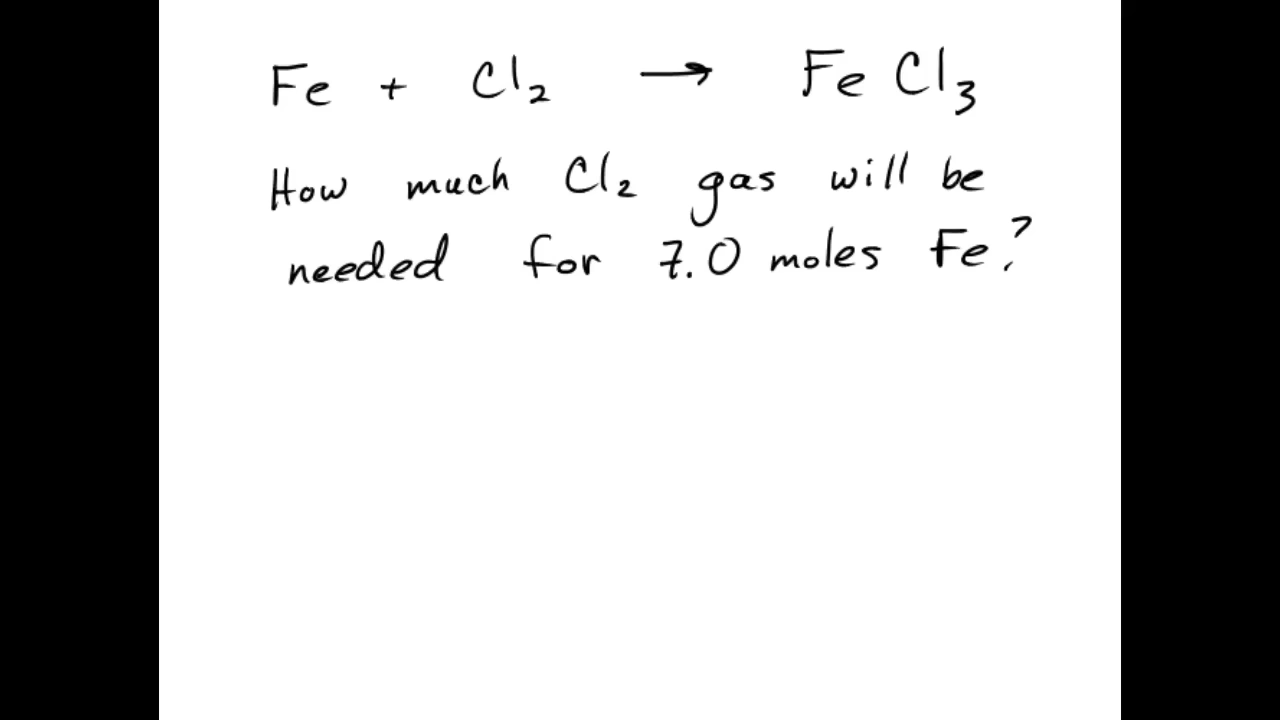 Fe + Cl₂ → FeCl₃
How much Cl₂ gas will be
needed for 7.0 moles Fe?